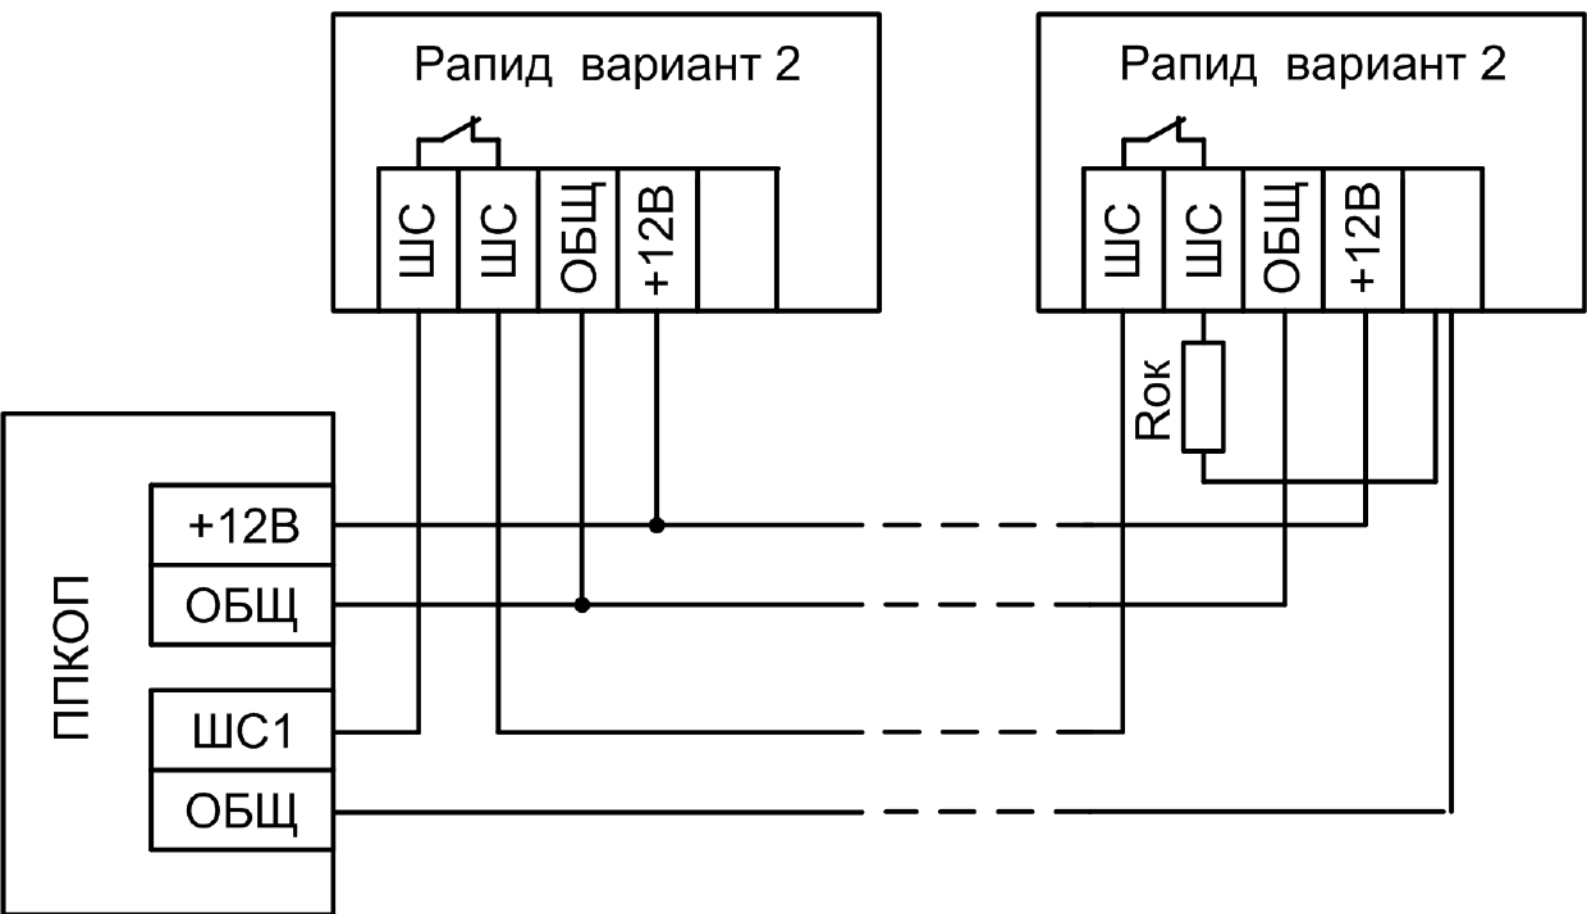 Рапид вариант 2
ШС
ШС
ОБЩ
+12В
Рапид вариант 2
ШС
ШС
ОБЩ
+12В
Rок
ППКОП
+12В
ОБЩ
ШС1
ОБЩ